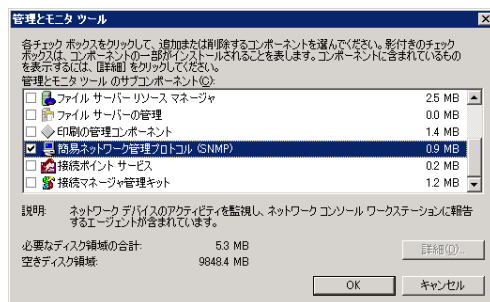 管理とモニタ ツール
各チェック ボックスをクリックして、追加または削除するコンポーネントを選んでください。影付きのチェック
ボックスは、コンポーネントの一部がインストールされることを表します。コンポーネントに含まれているもの
を表示するには、[詳細] をクリックしてください。
管理とモニタ ツール のサブコンポーネント(C):
ファイル サーバー リソース マネージャ 2.5 MB
ファイル サーバーの管理 0.0 MB
印刷の管理コンポーネント 1.4 MB
簡易ネットワーク管理プロトコル (SNMP) 0.9 MB
接続ポイント サービス 0.2 MB
接続マネージャ管理キット 1.2 MB
説明: ネットワーク デバイスのアクティビティを監視し、ネットワーク コンソール ワークステーションに報告
するエージェントが含まれています。
必要なディスク領域の合計: 5.3 MB
空きディスク領域: 9848.4 MB
詳細(D)...
OK キャンセル